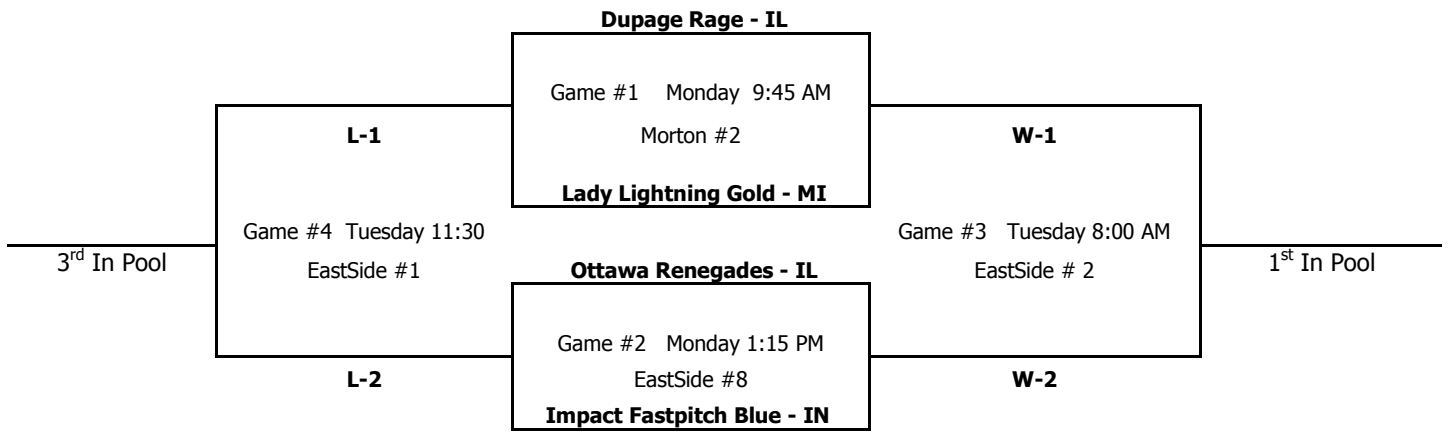 Dupage Rage - IL
Game #1 Monday 9:45 AM
L-1 Morton #2 W-1
Lady Lightning Gold - MI
Game #4 Tuesday 11:30 Game #3 Tuesday 8:00 AM
3rd In Pool EastSide #1 Ottawa Renegades - IL EastSide # 2 1st In Pool
Game #2 Monday 1:15 PM
L-2 EastSide #8 W-2
Impact Fastpitch Blue - IN